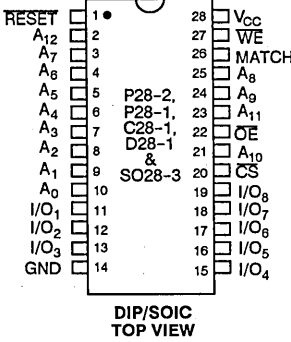 RESET 1 28 VCC
A12 2 27 WE
A7 3 26 MATCH
A6 4 25 A8
A5 5 P28-2, 24 A9
A4 6 P28-1, 23 A11
A3 7 C28-1, 22 OE
A2 8 D28-1 21 A10
A1 9 & 20 CS
A0 10 SO28-3 19 I/O8
I/O1 11 18 I/O7
I/O2 12 17 I/O6
I/O3 13 16 I/O5
GND 14 15 I/O4
DIP/SOIC
TOP VIEW